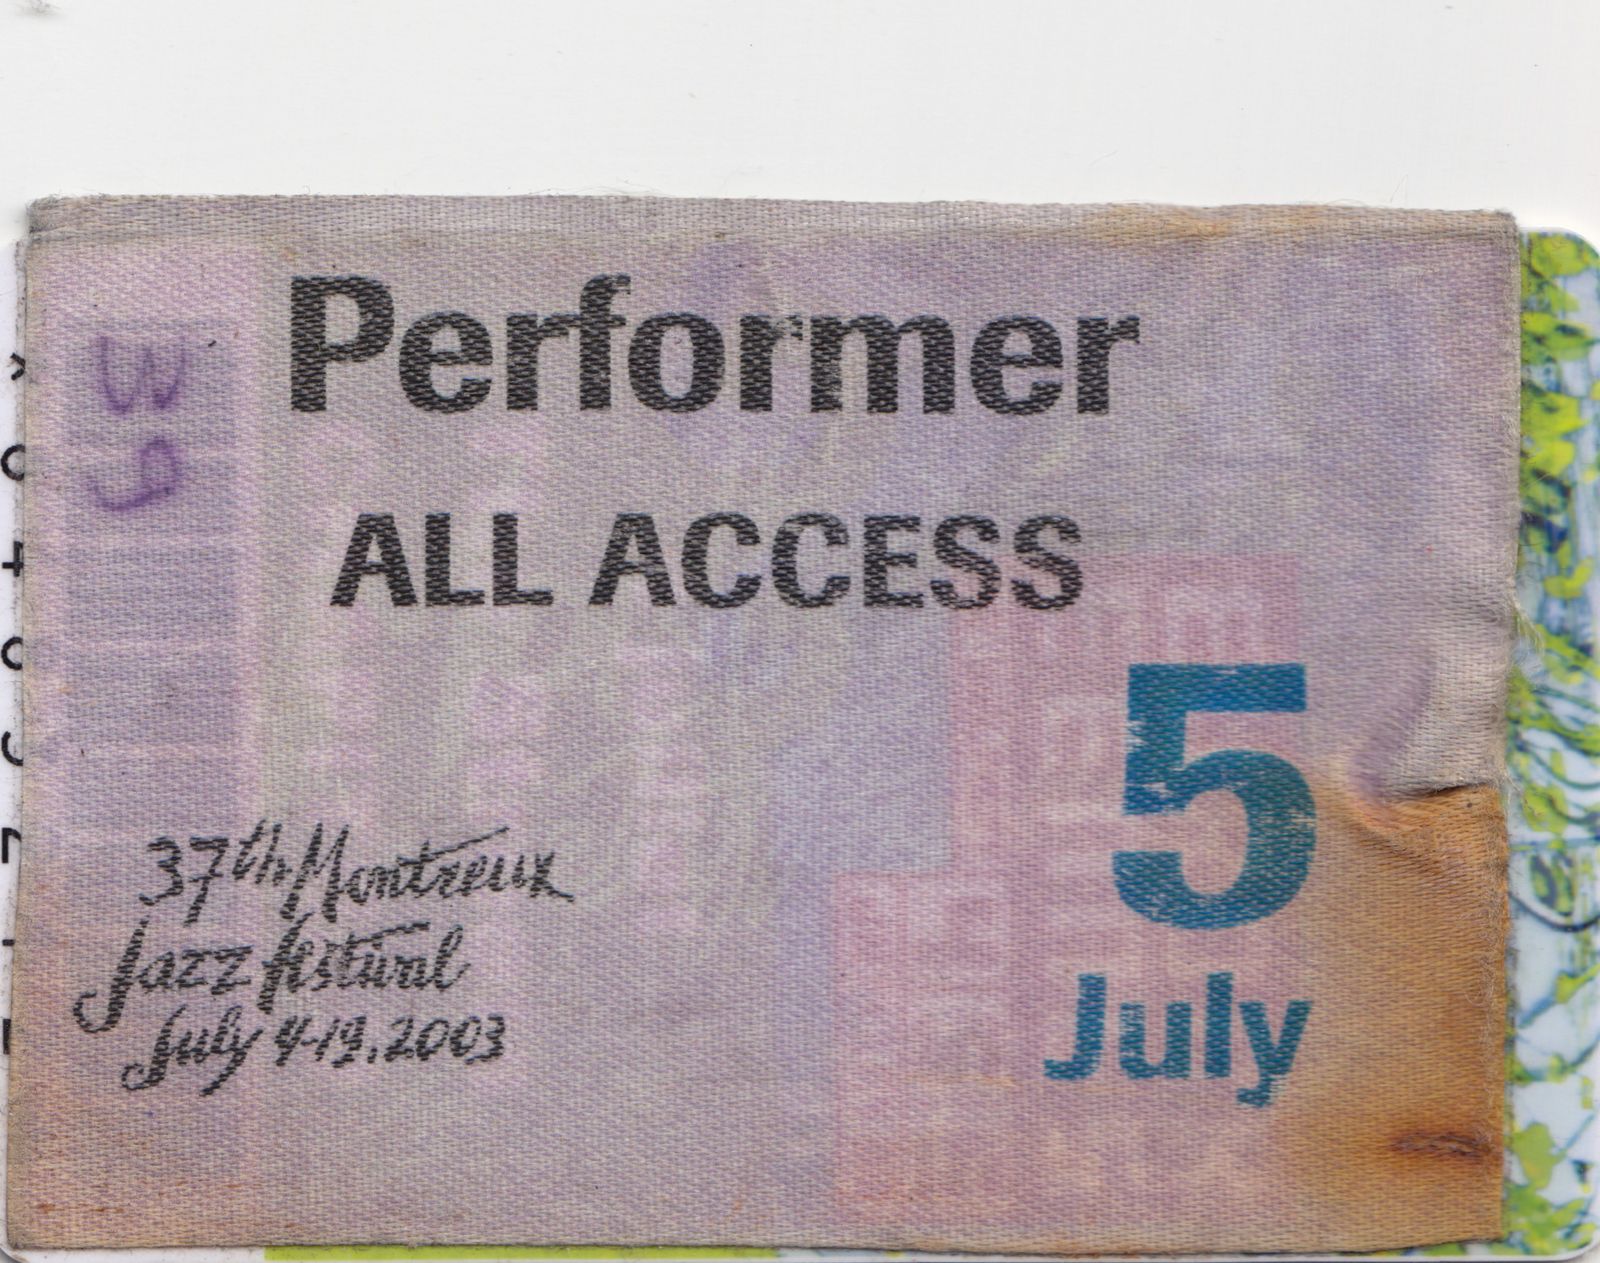 Performer
ALL ACCESS
5
July
37th Montreux
Jazz festival
July 4-19.2003